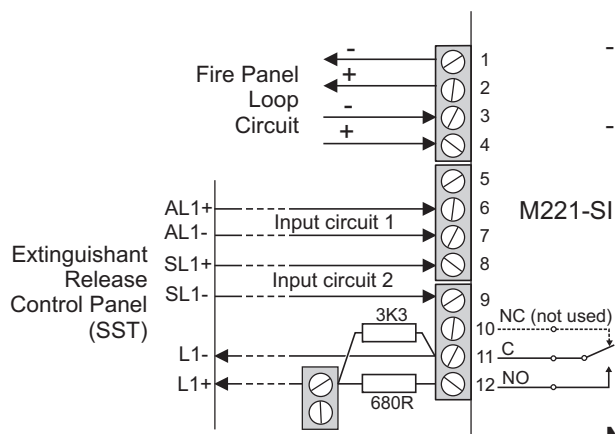 Fire Panel
Loop
Circuit
-
+
-
+
1
2
3
4
5
6
7
8
9
10
11
12
-
-
M221-SI
AL1+
AL1-
SL1+
SL1-
Input circuit 1
Input circuit 2
Extinguishant
Release
Control Panel
(SST)
L1-
L1+
3K3
680R
NC (not used)
C
NO